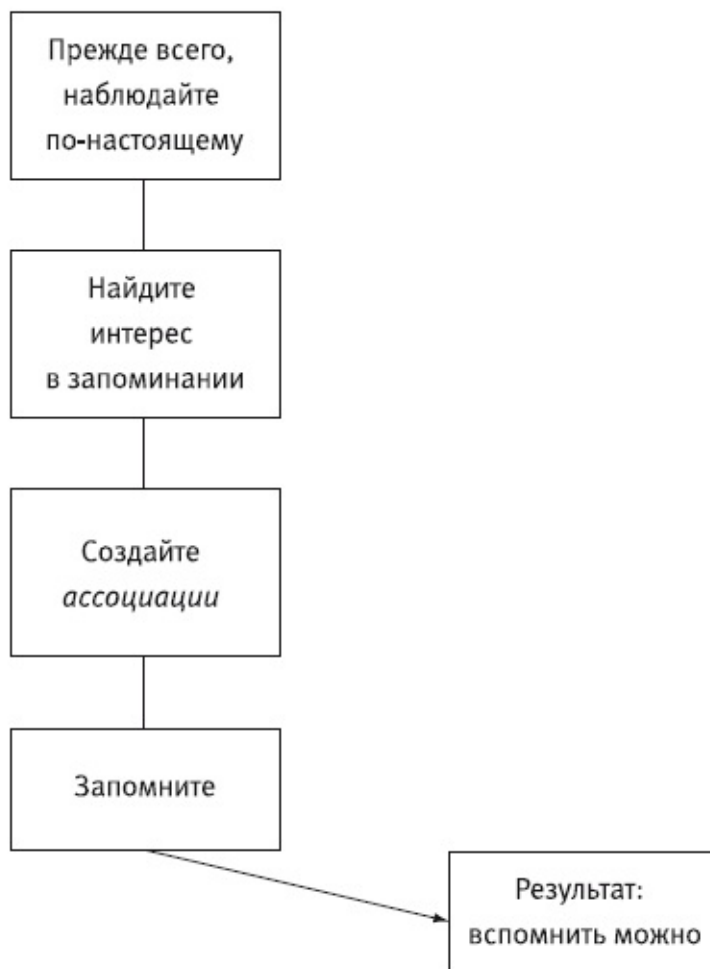 Прежде всего,
наблюдайте
по-настоящему
Найдите
интерес
в запоминании
Создайте
ассоциации
Запомните
Результат:
вспомнить можно